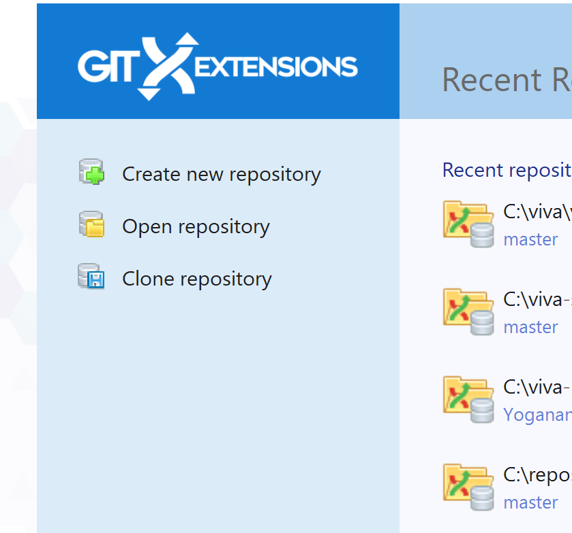 GIT EXTENSIONS
Recent R
Create new repository
Open repository
Clone repository
Recent reposit
C:\viva\
master
C:\viva-
master
C:\viva-
Yoganan
C:\repo
master